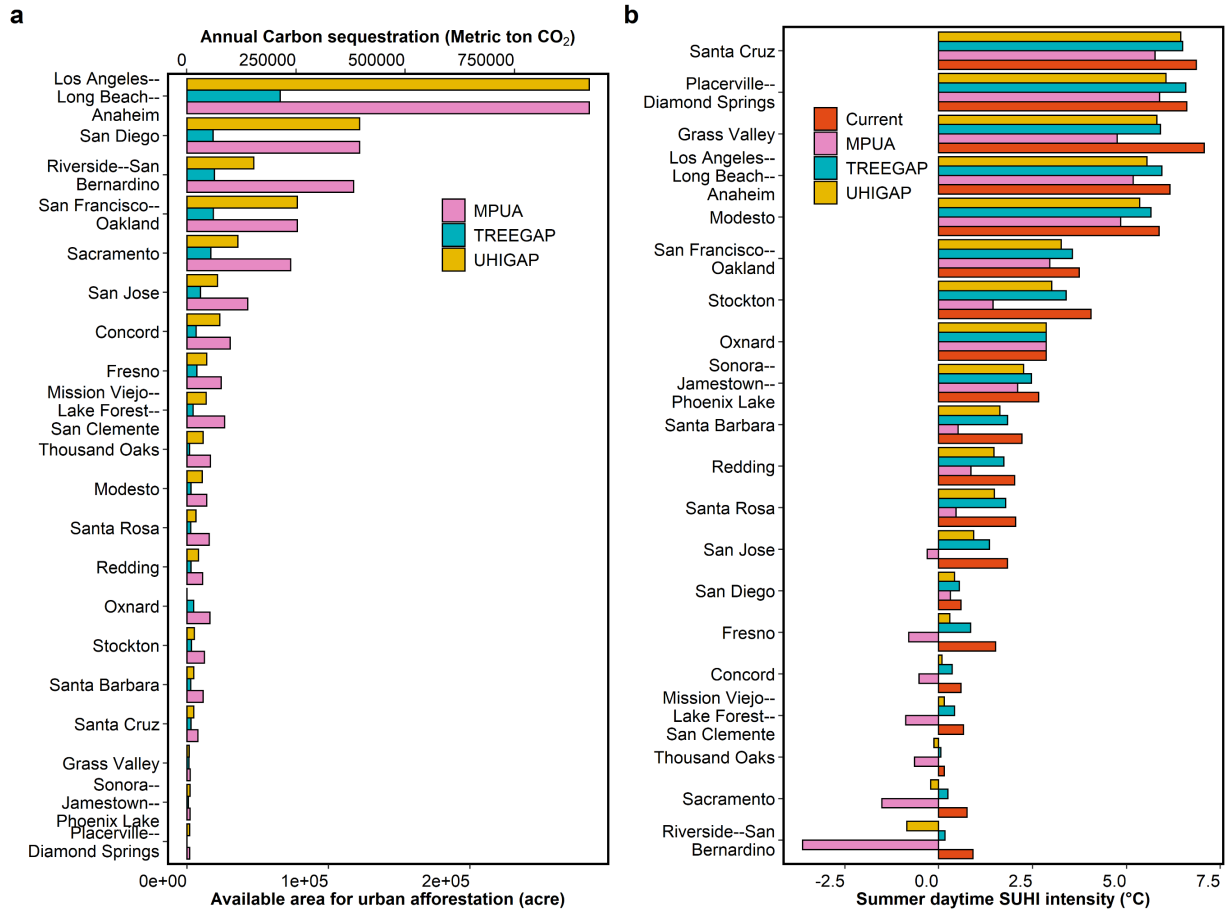 a
Annual Carbon sequestration (Metric ton CO₂)
0 250000 500000 7500000
Los Angeles--
Long Beach--
Anaheim
San Diego
Riverside--San
Bernardino
San Francisco--
Oakland
Sacramento
San Jose
Concord
Fresno
Mission Viejo--
Lake Forest--
San Clemente
Thousand Oaks
Modesto
Santa Rosa
Redding
Oxnard
Stockton
Santa Barbara
Santa Cruz
Grass Valley
Sonora--
Jamestown--
Phoenix Lake
Placerville--
Diamond Springs
MPUA
TREEGAP
UHIGAP
0e+00 1e+05 2e+05
Available area for urban afforestation (acre)
b
Santa Cruz
Placerville--
Diamond Springs
Grass Valley
Los Angeles--
Long Beach--
Anaheim
Modesto
San Francisco--
Oakland
Stockton
Oxnard
Sonora--
Jamestown--
Phoenix Lake
Santa Barbara
Redding
Santa Rosa
San Jose
San Diego
Fresno
Concord
Mission Viejo--
Lake Forest--
San Clemente
Thousand Oaks
Sacramento
Riverside--San
Bernardino
Current
MPUA
TREEGAP
UHIGAP
-2.5 0.0 2.5 5.0 7.5
Summer daytime SUHI intensity (°C)